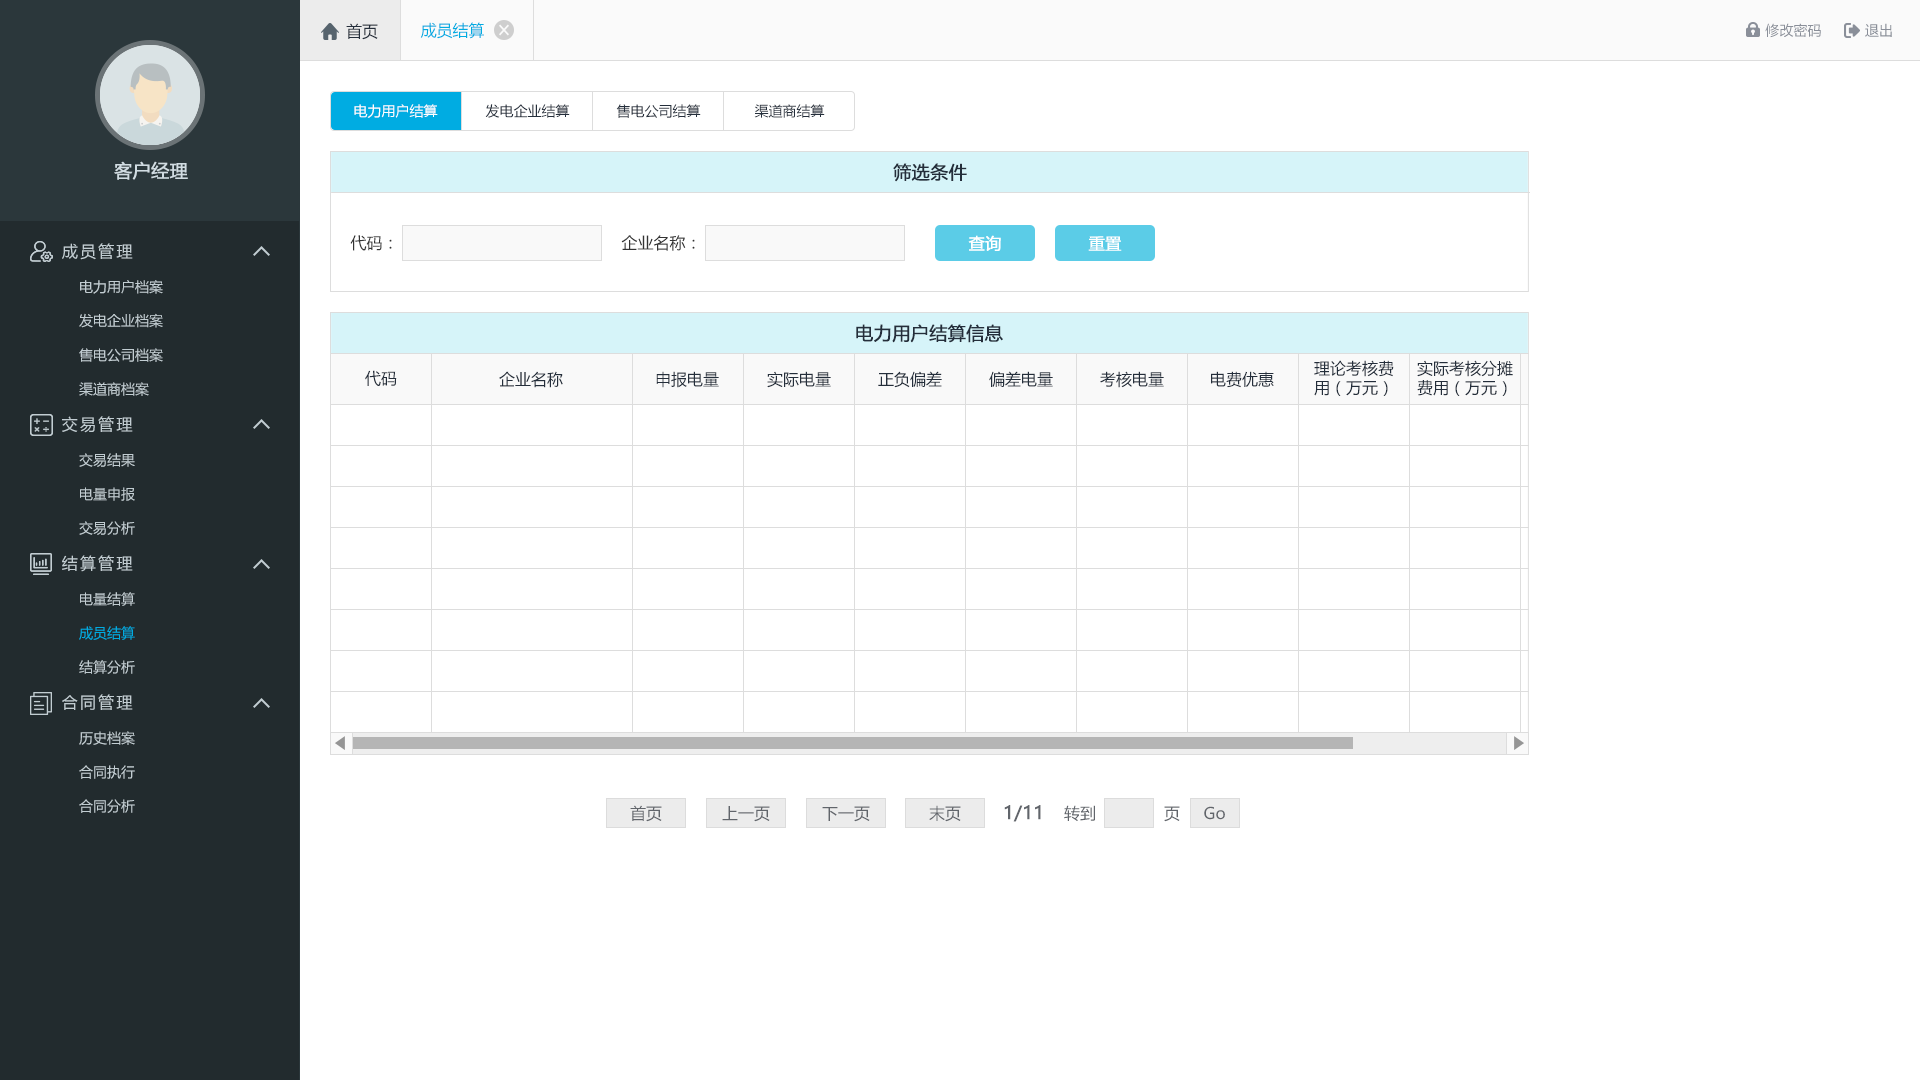 首页
成员结算
修改密码
退出
客户经理
成员管理
电力用户档案
发电企业档案
售电公司档案
渠道商档案
交易管理
交易结果
电量申报
交易分析
结算管理
电量结算
成员结算
结算分析
合同管理
历史档案
合同执行
合同分析
电力用户结算
发电企业结算
售电公司结算
渠道商结算
筛选条件
代码：
企业名称：
查询
重置
电力用户结算信息
代码
企业名称
申报电量
实际电量
正负偏差
偏差电量
考核电量
电费优惠
理论考核费
用（万元）
实际考核分摊
费用（万元）
首页
上一页
下一页
末页
1/11
转到
页
Go